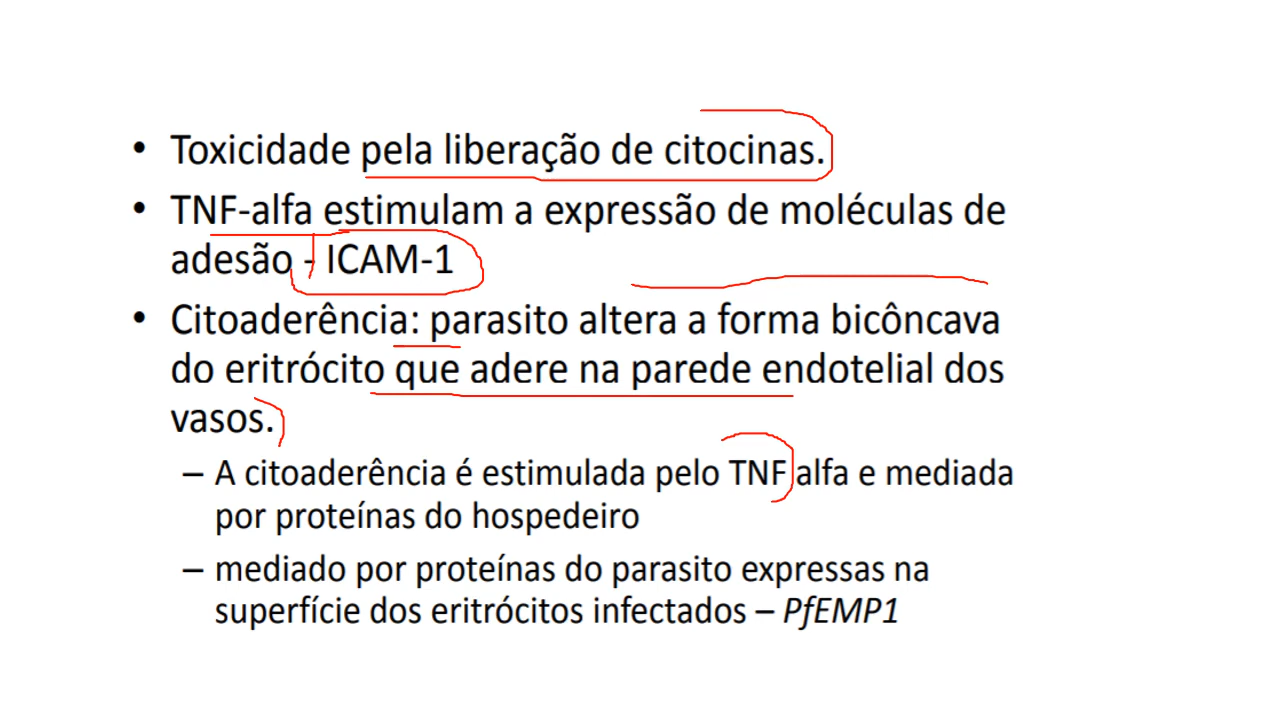 • Toxicidade pela liberação de citocinas.
• TNF-alfa estimulam a expressão de moléculas de
adesão - ICAM-1
• Citoaderência: parasito altera a forma bicôncava
do eritrócito que adere na parede endotelial dos
vasos.
– A citoaderência é estimulada pelo TNF alfa e mediada
por proteínas do hospedeiro
– mediado por proteínas do parasito expressas na
superfície dos eritrócitos infectados – PfEMP1